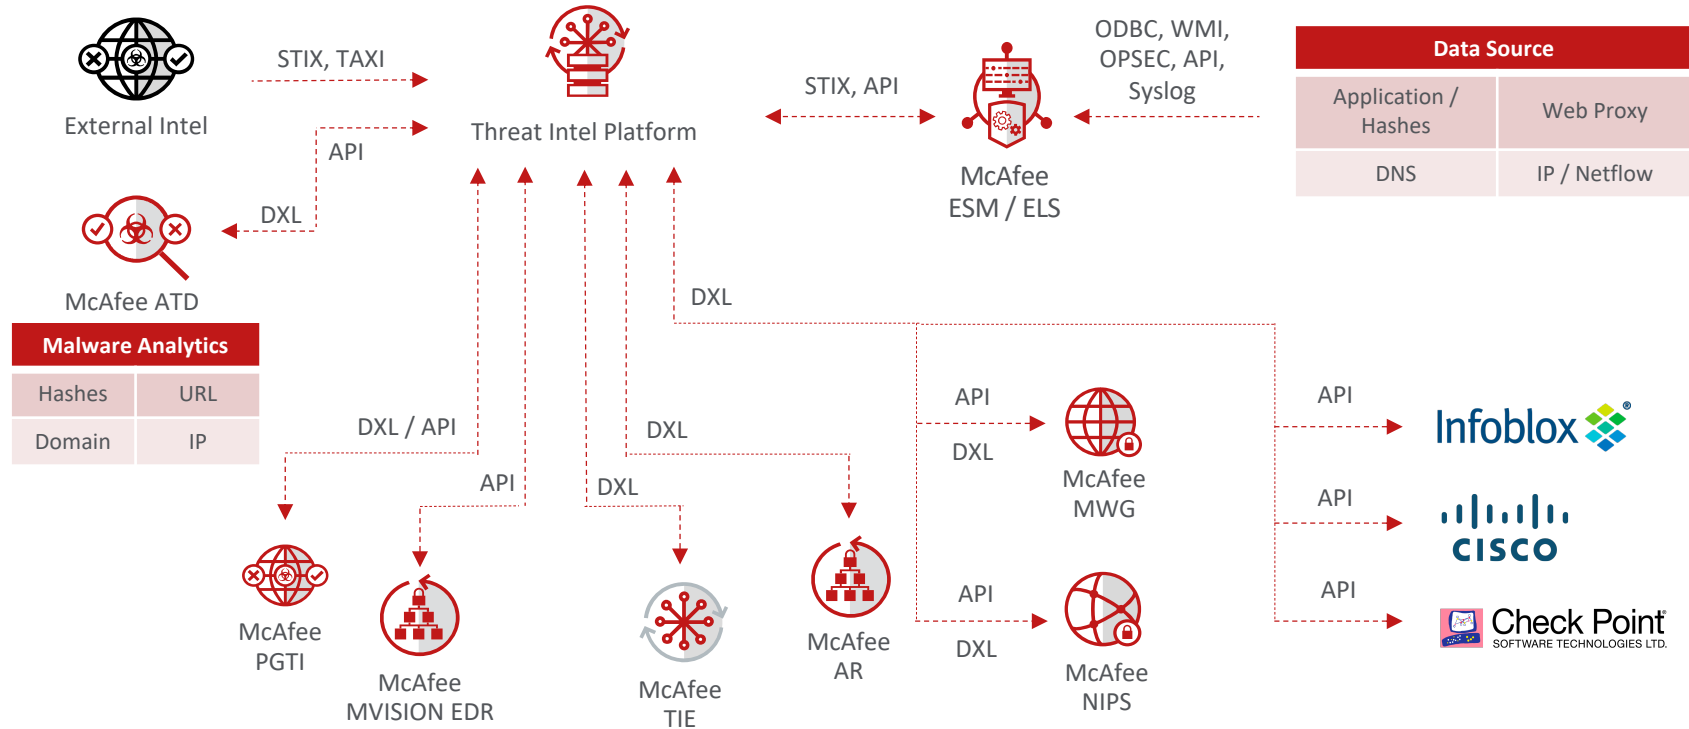 STIX, TAXI
External Intel
API
DXL
McAfee ATD
Malware Analytics
Hashes
URL
Domain
IP
Threat Intel Platform
STIX, API
McAfee
ESM / ELS
ODBC, WMI,
OPSEC, API,
Syslog
Data Source
Application /
Hashes
Web Proxy
DNS
IP / Netflow
DXL
DXL / API
API
DXL
DXL
McAfee
PGTI
McAfee
MVISION EDR
McAfee
TIE
McAfee
AR
API
DXL
McAfee
MWG
API
DXL
McAfee
NIPS
API
Infoblox®
API
CISCO
API
Check Point
SOFTWARE TECHNOLOGIES LTD.